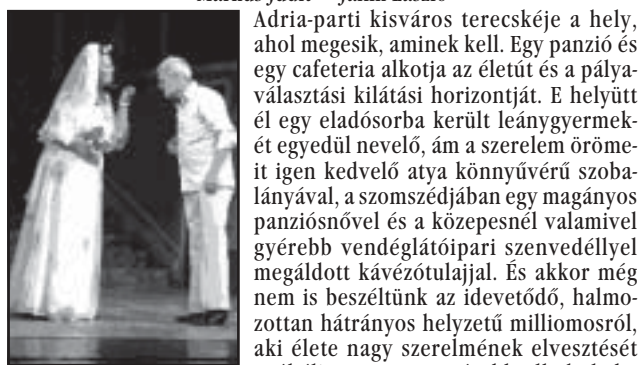 Adria-parti kisváros terecskéje a hely,
ahol megesik, aminek kell. Egy panzió és
egy cafeteria alkotja az életút és a pálya-
választási kilátási horizontját. E helyütt
él egy eladósorba került leánygyermek-
ét egyedül nevelő, ám a szerelem öröme-
it igen kedvelő atya könnyűvérű szoba-
lányával, a szomszédjában egy magányos
panziósnővel és a közepesnél valamivel
gyérebb vendéglátóipari szenvedéllyel
megáldott kávézótulajjal. És akkor még
nem is beszéltünk az idevetődő, halmo-
zottan hátrányos helyzetű milliomosról,
aki élete nagy szerelmének elvesztését